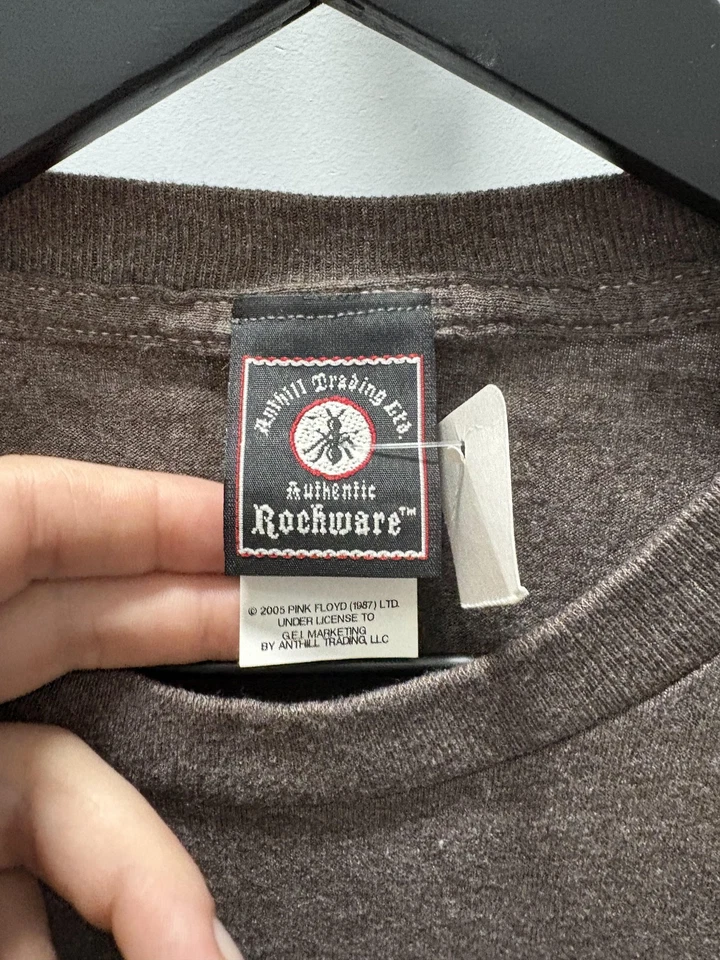 Anthill Trading Ltd.
Authentic
Rockware™
© 2005 PINK FLOYD (1987) LTD.
UNDER LICENSE TO
G.E.I. MARKETING
BY ANTHILL TRADING, LLC